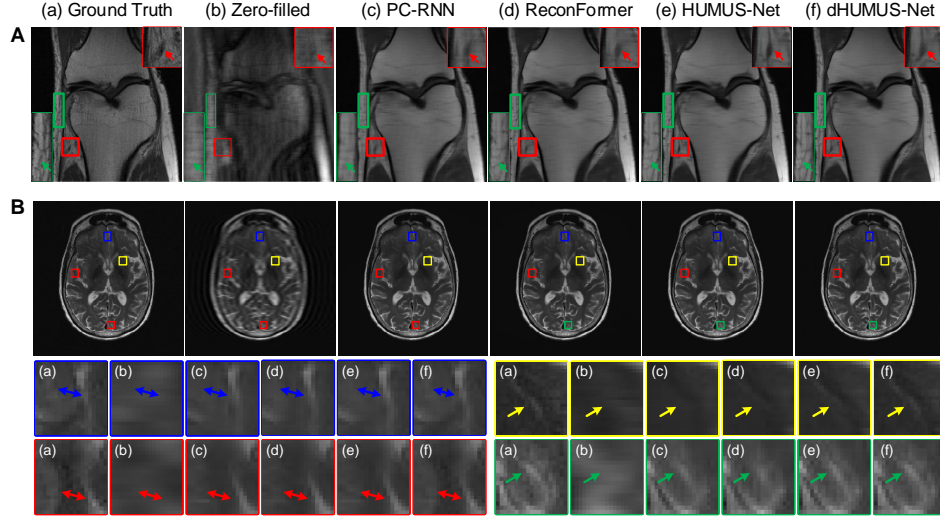 (a) Ground Truth (b) Zero-filled (c) PC-RNN (d) ReconFormer (e) HUMUS-Net (f) dHUMUS-Net
A
B
(a) (b) (c) (d) (e) (f) (a) (b) (c) (d) (e) (f)
(a) (b) (c) (d) (e) (f) (a) (b) (c) (d) (e) (f)